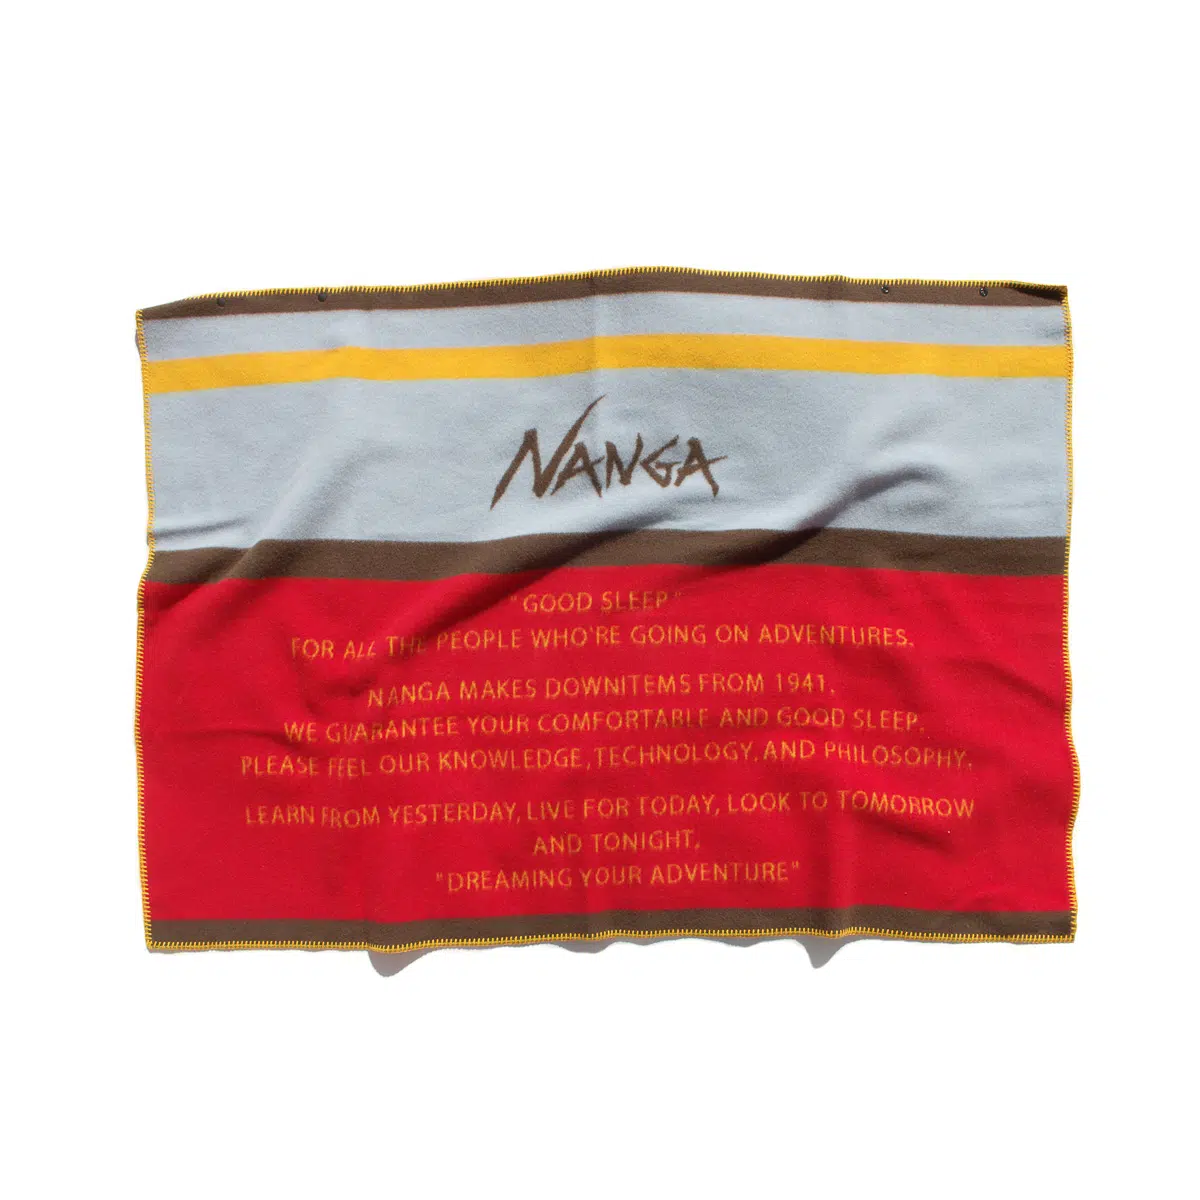 NANGA
"GOOD SLEEP"
FOR ALL THE PEOPLE WHO'RE GOING ON ADVENTURES.
NANGA MAKES DOWNITEMS FROM 1941.
WE GUARANTEE YOUR COMFORTABLE AND GOOD SLEEP.
PLEASE FEEL OUR KNOWLEDGE, TECHNOLOGY, AND PHILOSOPHY.
LEARN FROM YESTERDAY, LIVE FOR TODAY, LOOK TO TOMORROW
AND TONIGHT.
"DREAMING YOUR ADVENTURE"